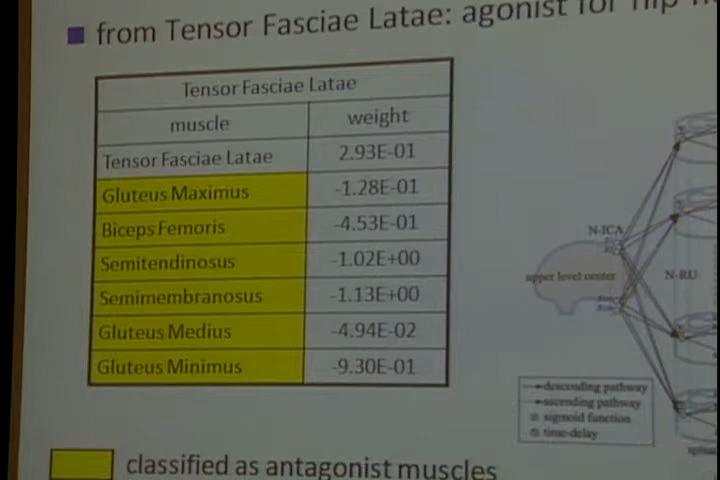 from Tensor Fasciae Latae: agonist for hip
Tensor Fasciae Latae
muscle weight
Tensor Fasciae Latae 2.93E-01
Gluteus Maximus -1.28E-01
Biceps Femoris -4.53E-01
Semitendinosus -1.02E+00
Semimembranosus -1.13E+00
Gluteus Medius -4.94E-02
Gluteus Minimus -9.30E-01
classified as antagonist muscles
N-ICA
upper level center
N-RU
descending pathway
ascending pathway
sigmoid function
time-delay